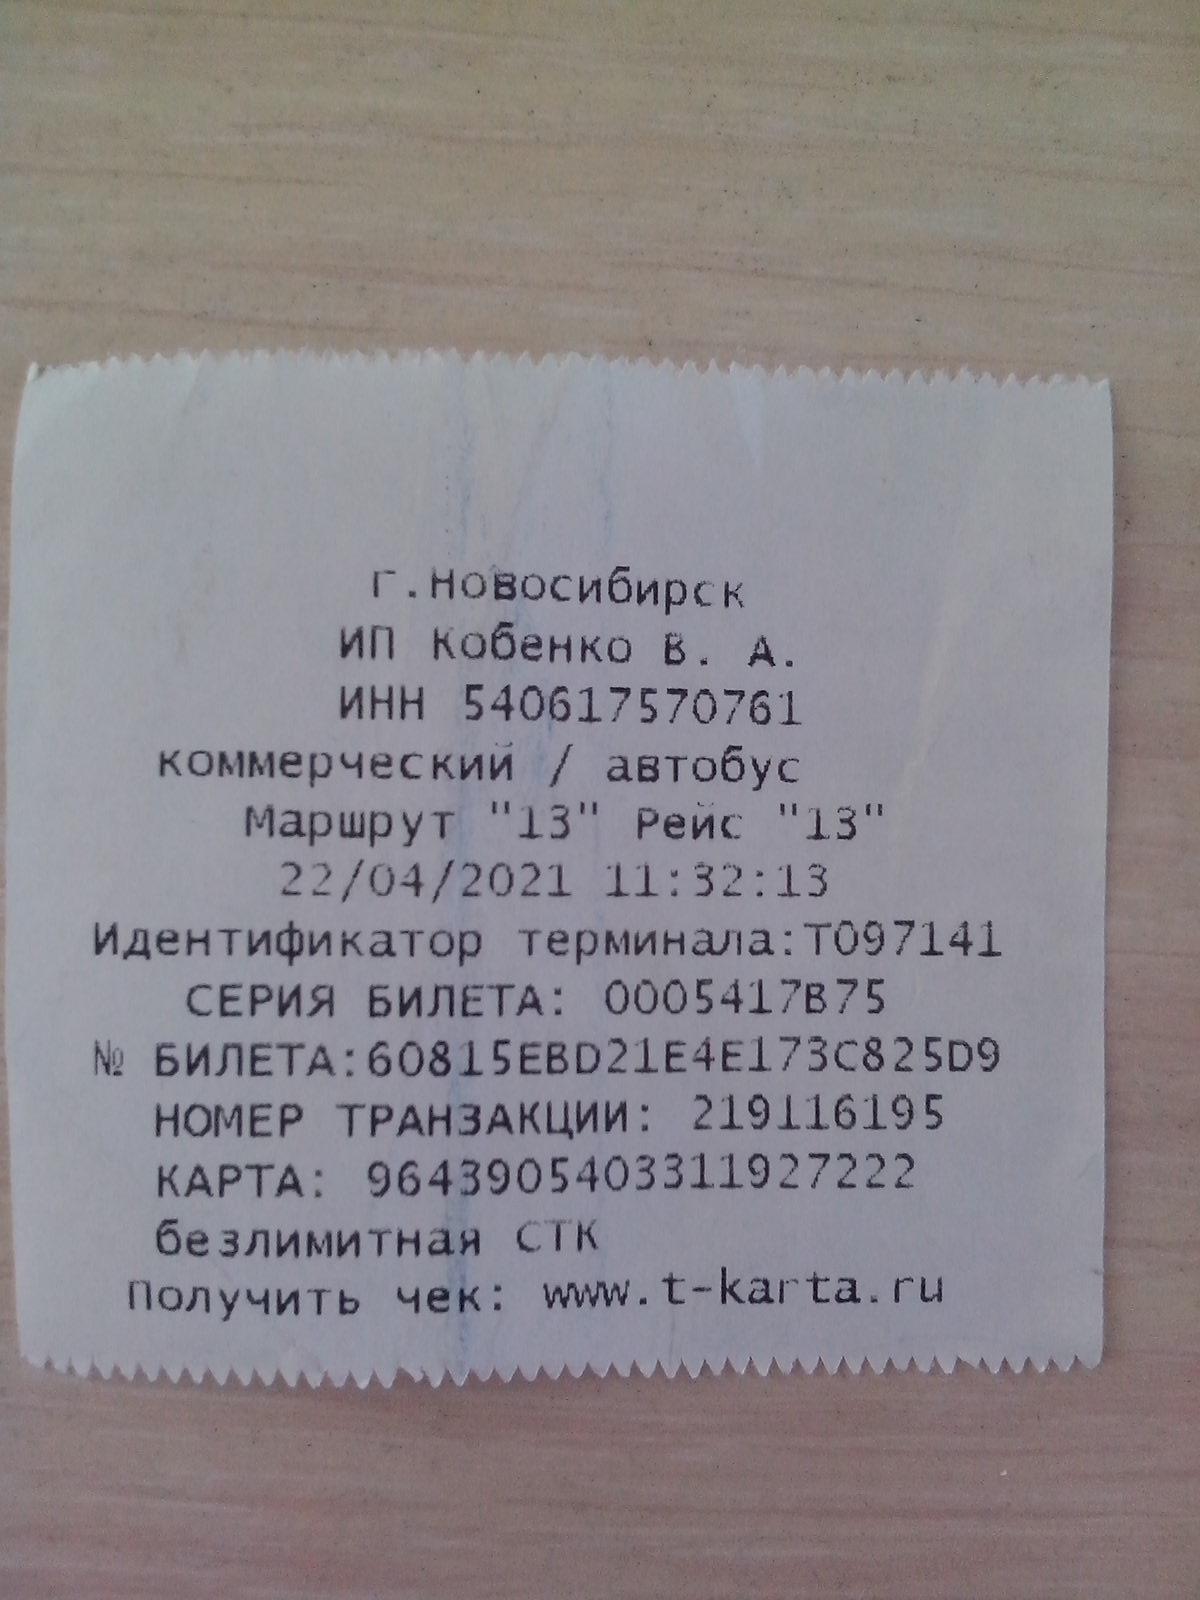 г.Новосибирск
ИП Кобенко В. А.
ИНН 540617570761
коммерческий / автобус
Маршрут "13" Рейс "13"
22/04/2021 11:32:13
Идентификатор терминала:T097141
СЕРИЯ БИЛЕТА: 0005417B75
№ БИЛЕТА:60815EBD21E4E173C825D9
НОМЕР ТРАНЗАКЦИИ: 219116195
КАРТА: 9643905403311927222
безлимитная СТК
Получить чек: www.t-karta.ru